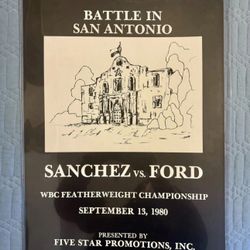 BATTLE IN
SAN ANTONIO
SANCHEZ VS. FORD
WBC FEATHERWEIGHT CHAMPIONSHIP
SEPTEMBER 13, 1980
PRESENTED BY
FIVE STAR PROMOTIONS, INC.